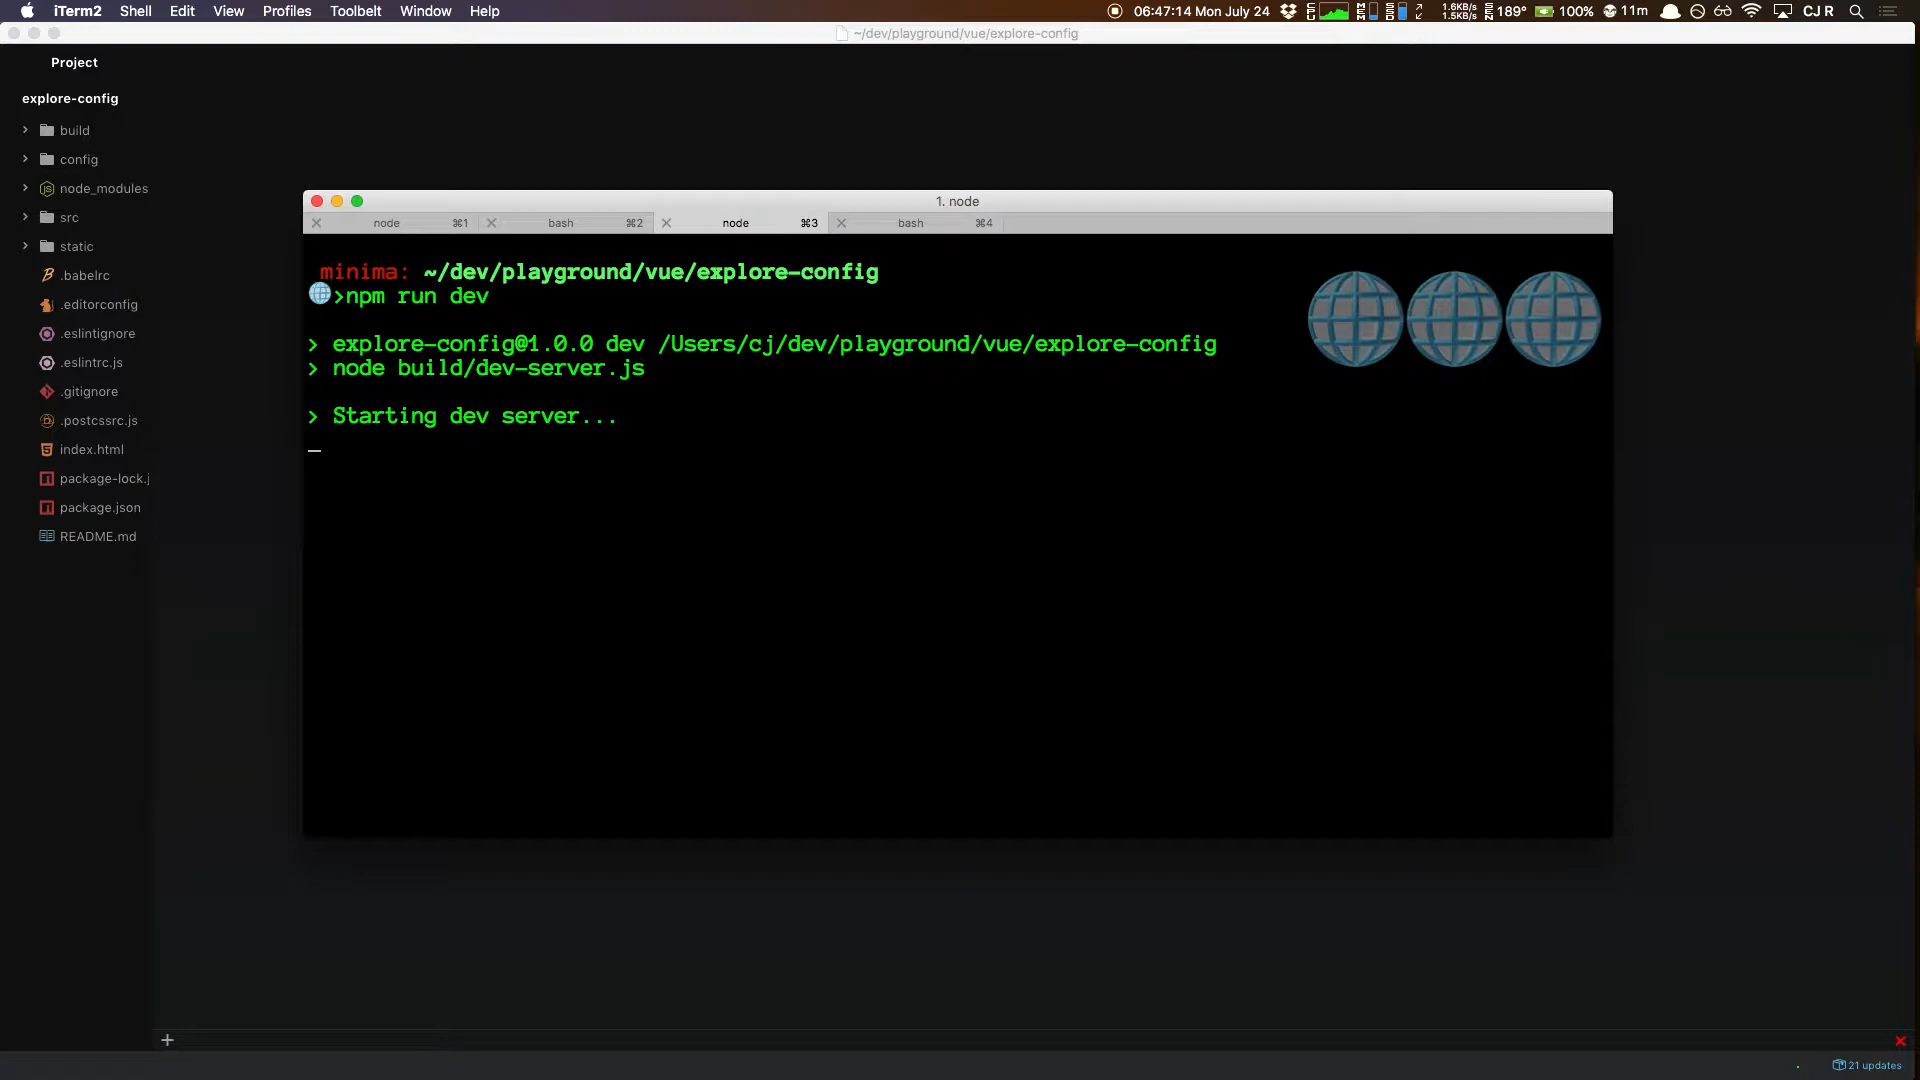 iTerm2 Shell Edit View Profiles Toolbelt Window Help
06:47:14 Mon July 24 1.6KB/s 1.5KB/s 189° 100% 11m CJ R
~/dev/playground/vue/explore-config
Project
explore-config
build
config
node_modules
src
static
.babelrc
.editorconfig
.eslintignore
.eslintrc.js
.gitignore
.postcssrc.js
index.html
package-lock.j
package.json
README.md
1. node
node ⌘1 bash ⌘2 node ⌘3 bash ⌘4
minima: ~/dev/playground/vue/explore-config
>npm run dev
> explore-config@1.0.0 dev /Users/cj/dev/playground/vue/explore-config
> node build/dev-server.js
> Starting dev server...
21 updates